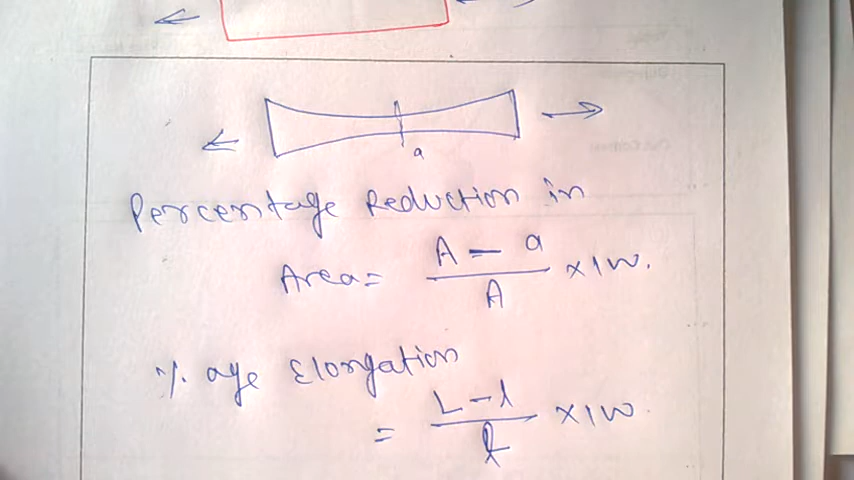 a
Percentage Reduction in
Area = A - a / A × 100.
% age Elongation
= L - l / l × 100.